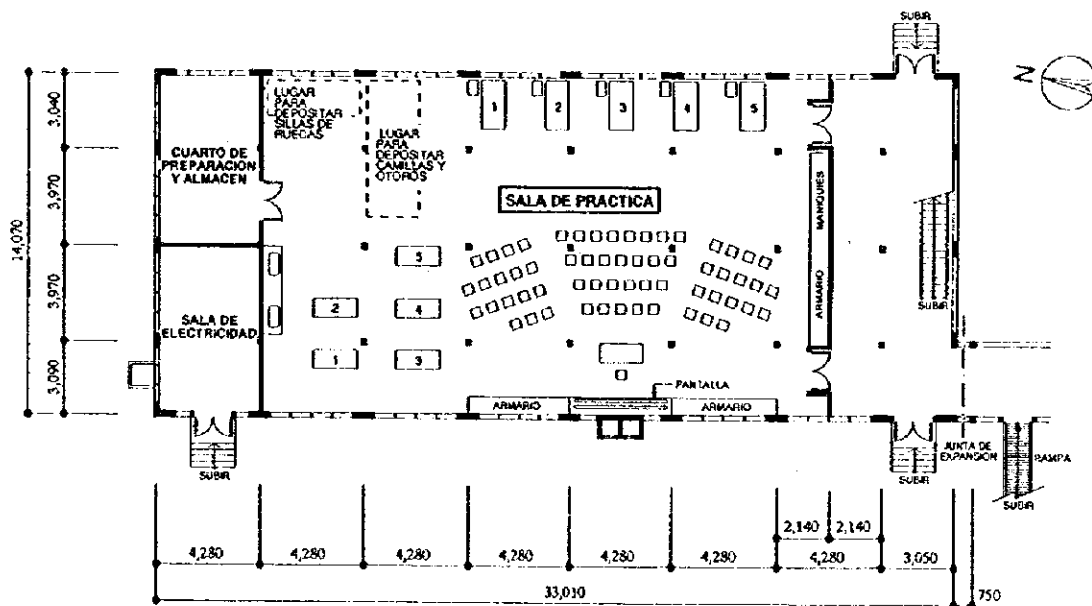 SUBIR
N
LUGAR
PARA
DEPOSITAR
SILLAS DE
RUECAS
LUGAR
PARA
DEPOSITAR
CAMILLAS Y
OTOROS
1
2
3
4
5
CUARTO DE
PREPARACION
Y ALMACEN
SALA DE PRACTICA
ARMARIO MANIQUIES
SUBIR
SALA DE
ELECTRICIDAD
5
2
4
1
3
PANTALLA
ARMARIO
ARMARIO
SUBIR
SUBIR
JUNTA DE
EXPANSION
RAMPA
SUBIR
14,070
3,040
3,970
3,970
3,090
2,140
2,140
4,280
4,280
4,280
4,280
4,280
4,280
4,280
3,050
33,010
750